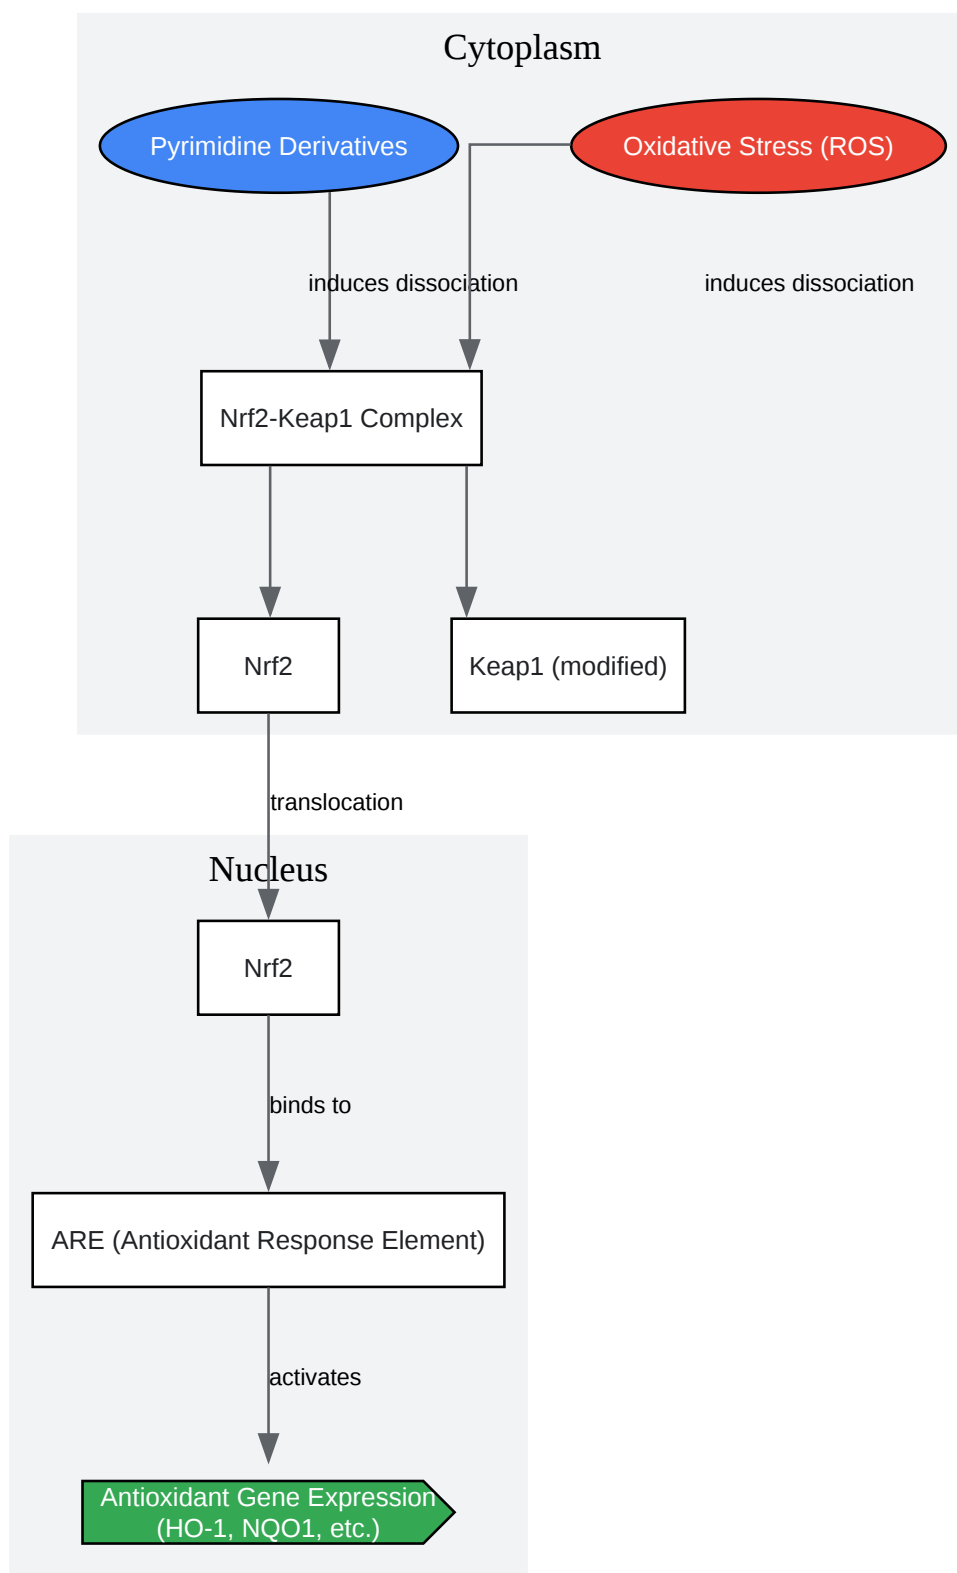 Cytoplasm
Pyrimidine Derivatives
Oxidative Stress (ROS)
induces dissociation
induces dissociation
Nrf2-Keap1 Complex
Nrf2
Keap1 (modified)
translocation
Nucleus
Nrf2
binds to
ARE (Antioxidant Response Element)
activates
Antioxidant Gene Expression
(HO-1, NQO1, etc.)